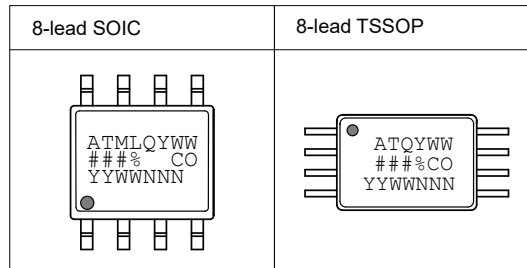 8-lead SOIC
8-lead TSSOP
ATMLQYWW
###% CO
YYWWNNN
ATQYWW
###%CO
YYWWNNN